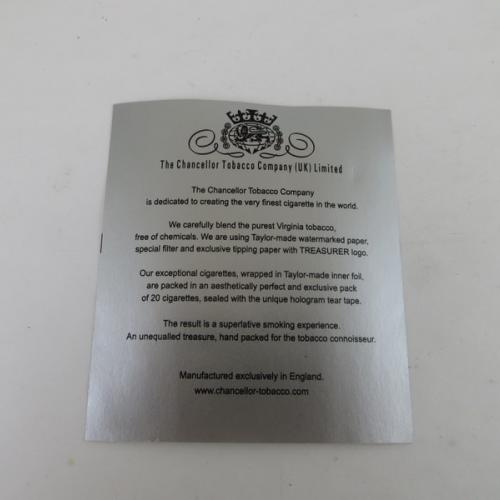 The Chancellor Tobacco Company (UK) Limited
The Chancellor Tobacco Company
is dedicated to creating the very finest cigarette in the world.
We carefully blend the purest Virginia tobacco,
free of chemicals. We are using Taylor-made watermarked paper,
special filter and exclusive tipping paper with TREASURER logo.
Our exceptional cigarettes, wrapped in Taylor-made inner foil,
are packed in an aesthetically perfect and exclusive pack
of 20 cigarettes, sealed with the unique hologram tear tape.
The result is a superlative smoking experience.
An unequalled treasure, hand packed for the tobacco connoisseur.
Manufactured exclusively in England.
www.chancellor-tobacco.com